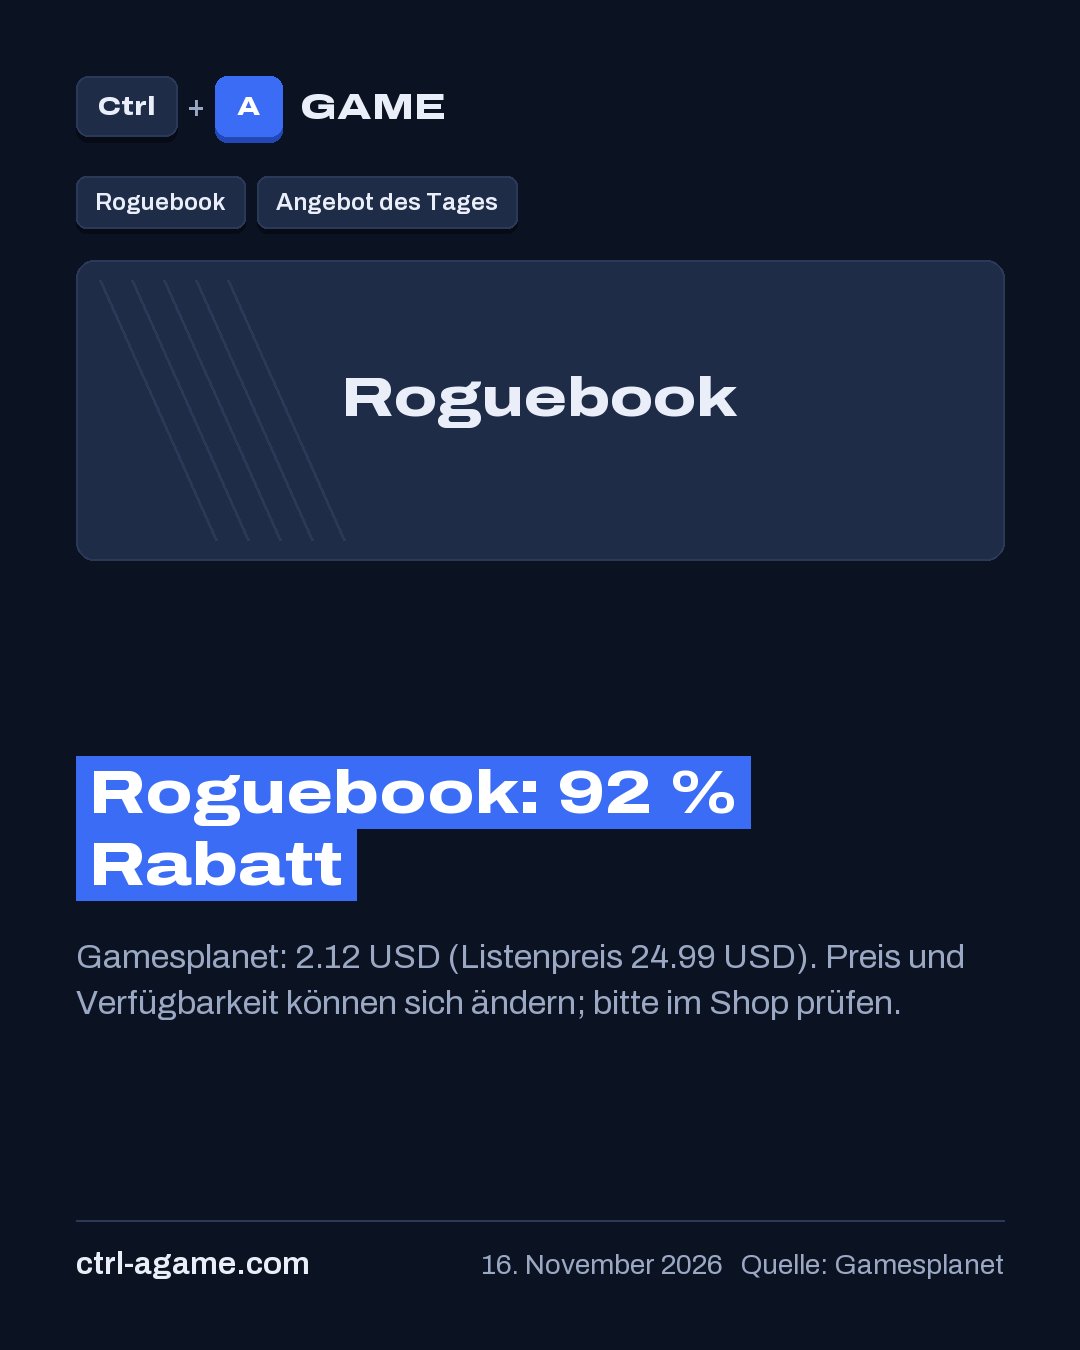 Ctrl + A GAME
Roguebook Angebot des Tages
Roguebook
Roguebook: 92 %
Rabatt
Gamesplanet: 2.12 USD (Listenpreis 24.99 USD). Preis und
Verfügbarkeit können sich ändern; bitte im Shop prüfen.
ctrl-agame.com 16. November 2026 Quelle: Gamesplanet